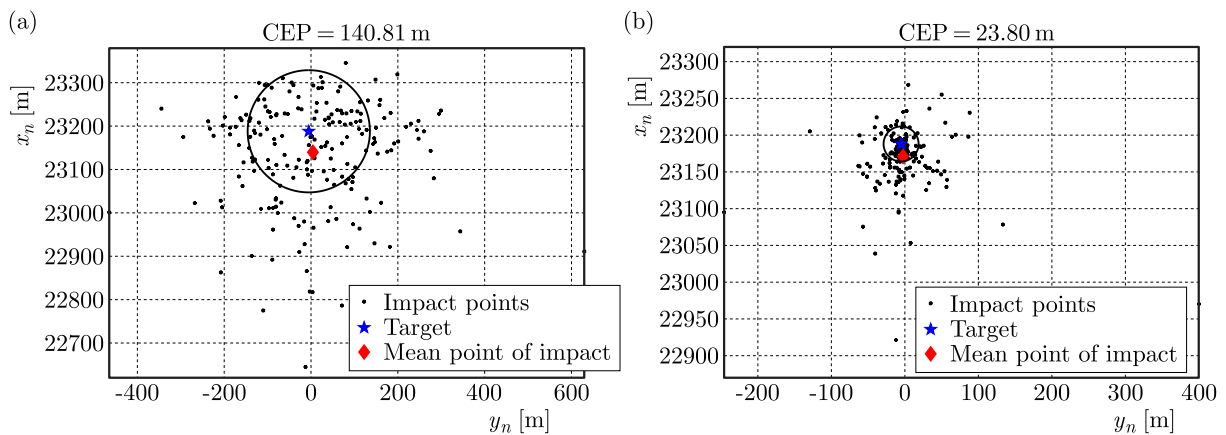 (a)
CEP = 140.81 m
x_n [m]
23300
23200
23100
23000
22900
22800
22700
-400
-200
0
200
400
600
y_n [m]
Impact points
Target
Mean point of impact
(b)
CEP = 23.80 m
x_n [m]
23300
23250
23200
23150
23100
23050
23000
22950
22900
-200
-100
0
100
200
300
400
y_n [m]
Impact points
Target
Mean point of impact